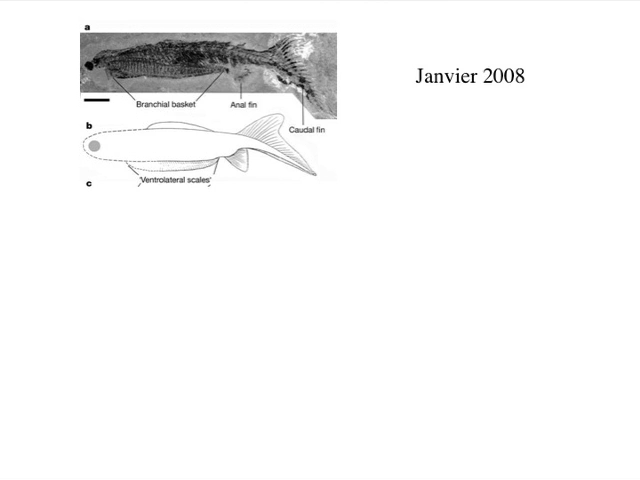 a
Janvier 2008
Branchial basket
Anal fin
b
Caudal fin
'Ventrolateral scales'
c